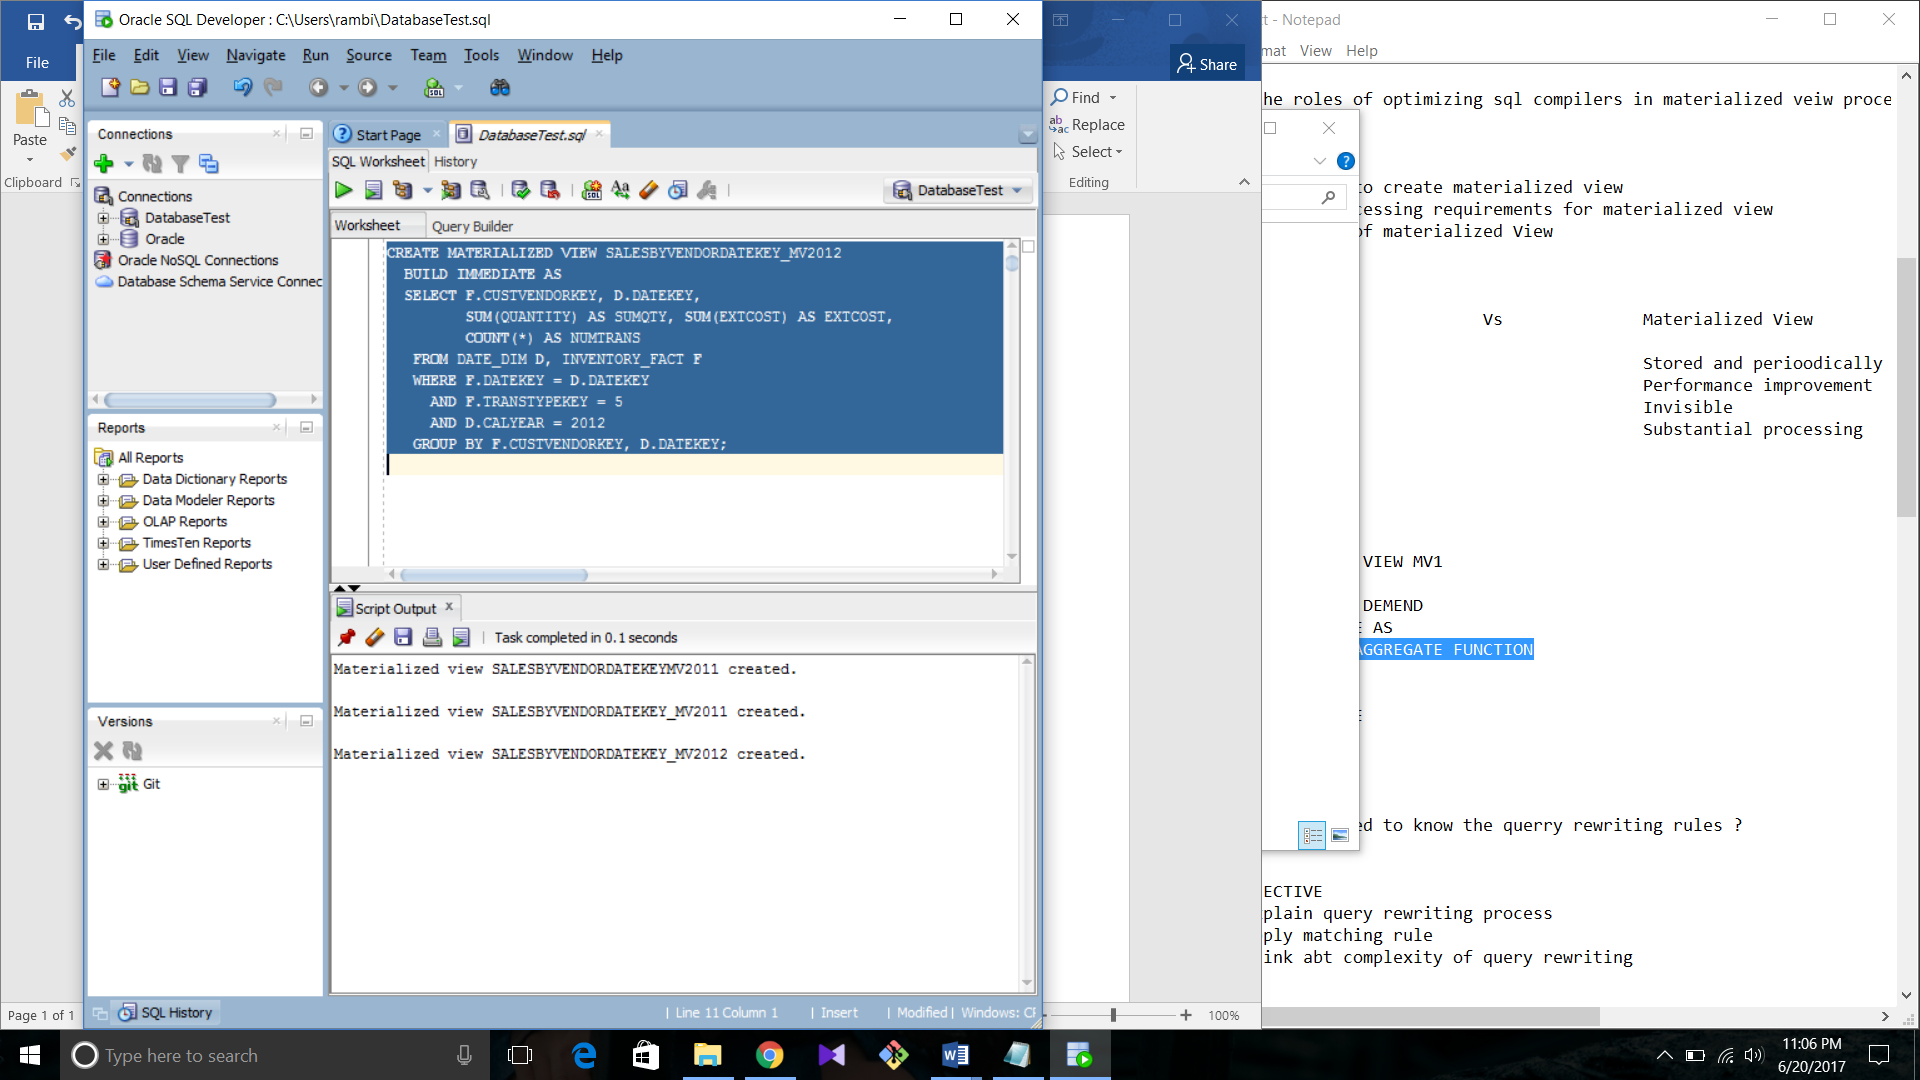 Oracle SQL Developer : C:\Users\rambi\DatabaseTest.sql
File Edit View Navigate Run Source Team Tools Window Help
Connections
Connections
DatabaseTest
Oracle
Oracle NoSQL Connections
Database Schema Service Connec
Reports
All Reports
Data Dictionary Reports
Data Modeler Reports
OLAP Reports
TimesTen Reports
User Defined Reports
Versions
Git
Start Page DatabaseTest.sql
SQL Worksheet History
DatabaseTest
Worksheet Query Builder
CREATE MATERIALIZED VIEW SALESBYVENDORDATEKEY_MV2012
BUILD IMMEDIATE AS
SELECT F.CUSTVENDORKEY, D.DATEKEY,
SUM(QUANTITY) AS SUMQTY, SUM(EXTCOST) AS EXTCOST,
COUNT(*) AS NUMTRANS
FROM DATE_DIM D, INVENTORY_FACT F
WHERE F.DATEKEY = D.DATEKEY
AND F.TRANSTYPEKEY = 5
AND D.CALYEAR = 2012
GROUP BY F.CUSTVENDORKEY, D.DATEKEY;
Script Output
Task completed in 0.1 seconds
Materialized view SALESBYVENDORDATEKEYMV2011 created.
Materialized view SALESBYVENDORDATEKEY_MV2011 created.
Materialized view SALESBYVENDORDATEKEY_MV2012 created.
SQL History
Line 11 Column 1 Insert Modified Windows: CF
File
Paste
Clipboard
Page 1 of 1
Share
Find
Replace
Select
Editing
100%
t - Notepad
mat View Help
he roles of optimizing sql compilers in materialized veiw proce
to create materialized view
cessing requirements for materialized view
of materialized View
Vs Materialized View
Stored and perioodically
Performance improvement
Invisible
Substantial processing
VIEW MV1
DEMEND
E AS
AGGREGATE FUNCTION
E
ed to know the querry rewriting rules ?
ECTIVE
plain query rewriting process
ply matching rule
ink abt complexity of query rewriting
Type here to search
11:06 PM
6/20/2017